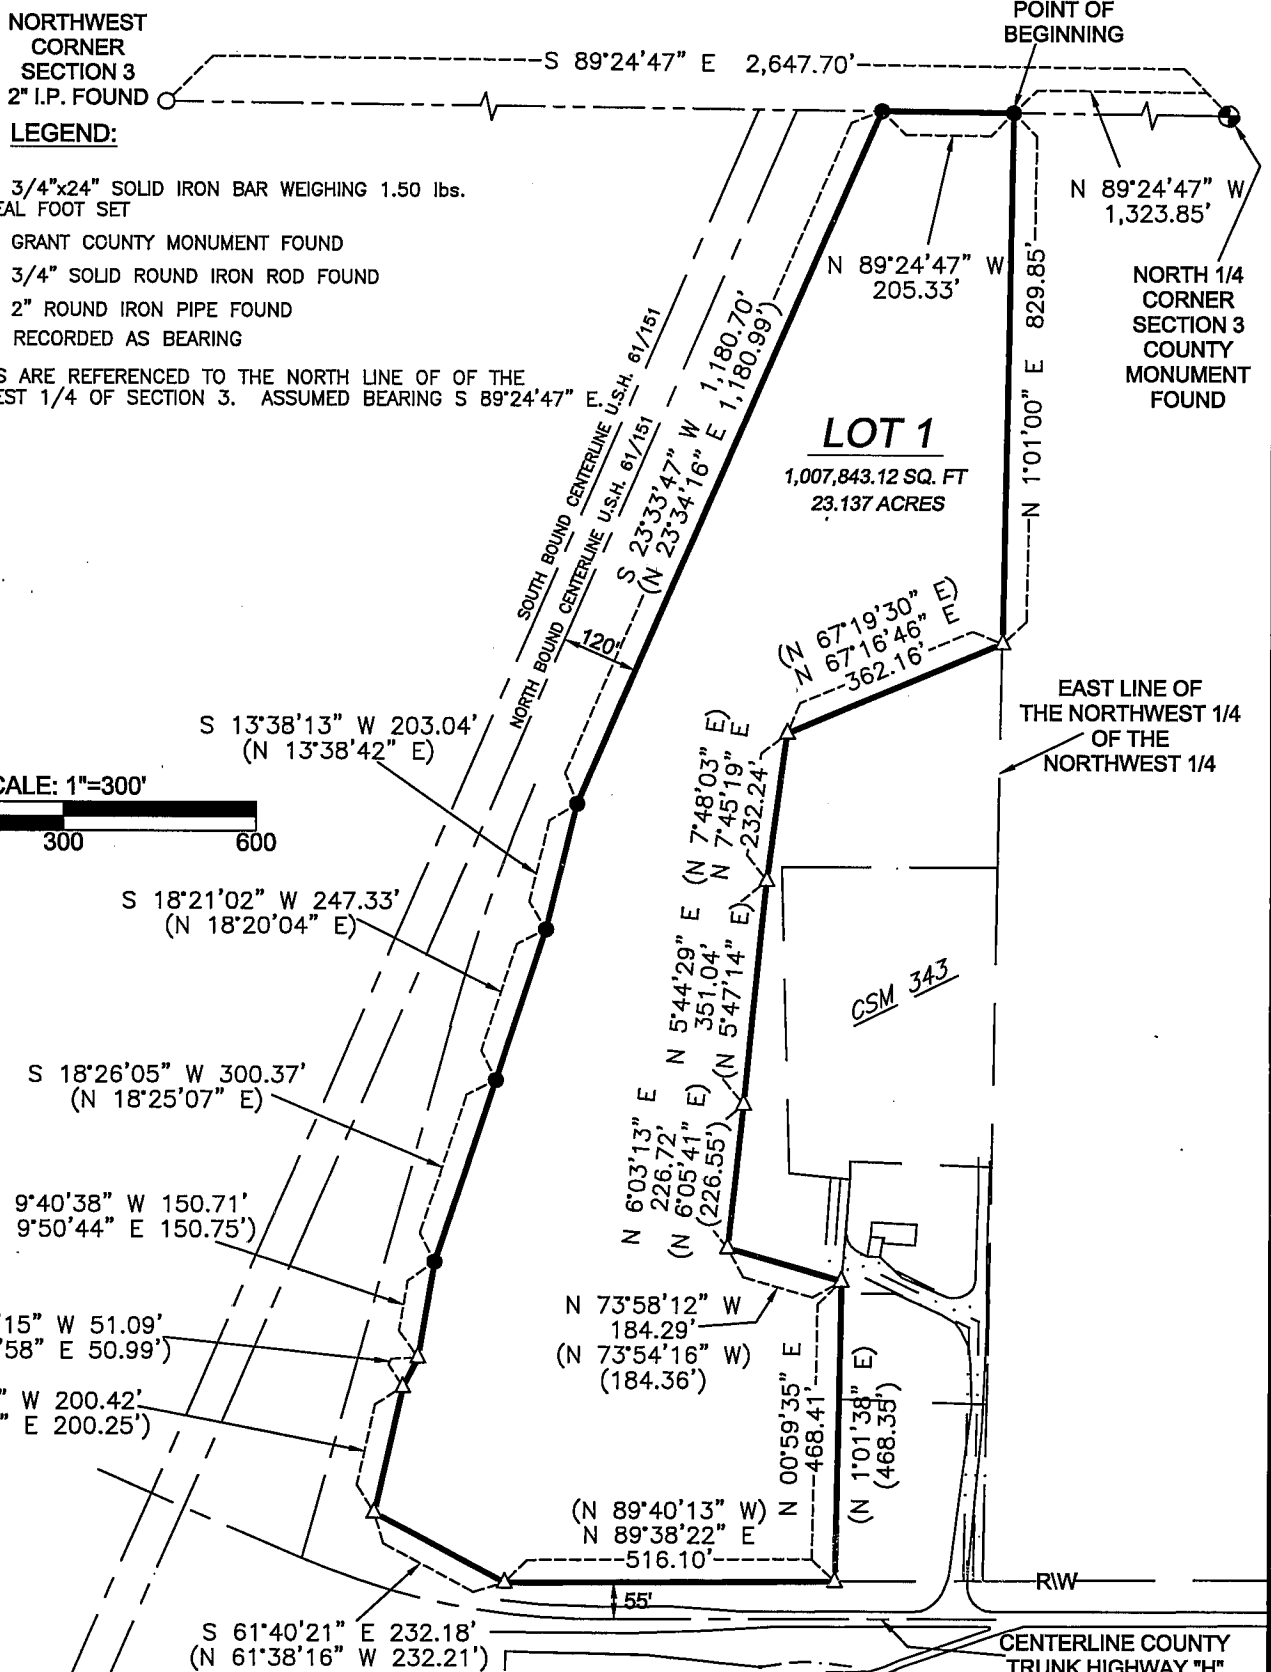 NORTHWEST
CORNER
SECTION 3
2" I.P. FOUND
S 89°24'47" E 2,647.70'
POINT OF
BEGINNING
LEGEND:
3/4"x24" SOLID IRON BAR WEIGHING 1.50 lbs.
FOOT SET
GRANT COUNTY MONUMENT FOUND
3/4" SOLID ROUND IRON ROD FOUND
2" ROUND IRON PIPE FOUND
RECORDED AS BEARING
ARE REFERENCED TO THE NORTH LINE OF OF THE
1/4 OF SECTION 3. ASSUMED BEARING S 89°24'47" E.
N 89°24'47" W
1,323.85'
N 89°24'47" W
205.33'
NORTH 1/4
CORNER
SECTION 3
COUNTY
MONUMENT
FOUND
N 1°01'00" E 829.85'
SOUTH BOUND CENTERLINE U.S.H. 61/151
NORTH BOUND CENTERLINE U.S.H. 61/151
S 23°33'47" W 1,180.70'
(N 23°34'16" E 1,180.99')
LOT 1
1,007,843.12 SQ. FT
23.137 ACRES
120'
(N 67°19'30" E)
N 67°16'46" E
362.16'
EAST LINE OF
THE NORTHWEST 1/4
OF THE
NORTHWEST 1/4
S 13°38'13" W 203.04'
(N 13°38'42" E)
SCALE: 1"=300'
300 600
(N 7°48'03" E)
N 7°45'19" E
232.24'
S 18°21'02" W 247.33'
(N 18°20'04" E)
N 5°44'29" E
351.04'
(N 5°47'14" E)
CSM 343
S 18°26'05" W 300.37'
(N 18°25'07" E)
N 6°03'13" E
226.72'
(N 6°05'41" E)
(226.55')
9°40'38" W 150.71'
9°50'44" E 150.75')
'15" W 51.09'
'58" E 50.99')
" W 200.42'
" E 200.25')
N 73°58'12" W
184.29'
(N 73°54'16" W)
(184.36')
N 00°59'35" E
468.41'
(N 1°01'38" E)
(468.35')
(N 89°40'13" W)
N 89°38'22" E
516.10'
R\W
55'
S 61°40'21" E 232.18'
(N 61°38'16" W 232.21')
CENTERLINE COUNTY
TRUNK HIGHWAY "H"